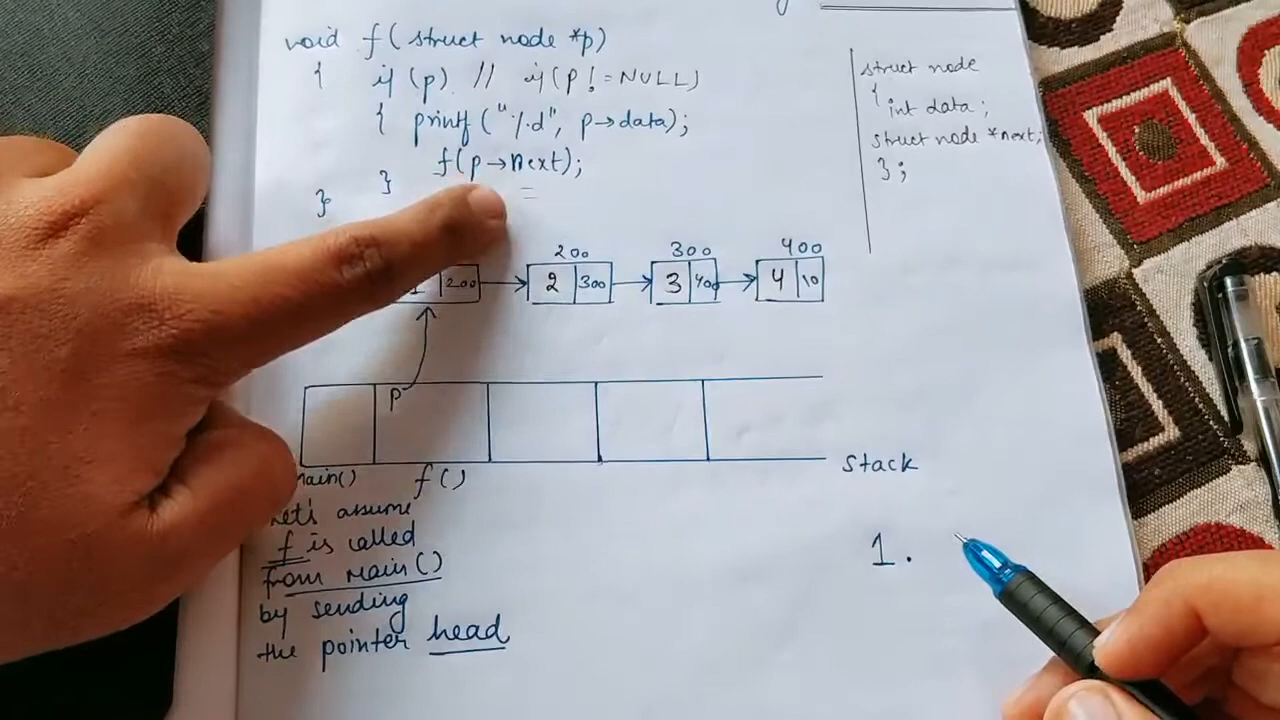 void f( struct node *p)
{ if (p) // if(P!=NULL)
{ printf("%d", p→data);
f(p→next);
}
}
struct node
{ int data;
struct node *next;
};
200 300 400
1 200 2 300 3 400 4 10
P
main() f()
stack
Let's assume
f is called
from main()
by sending
the pointer head
1.